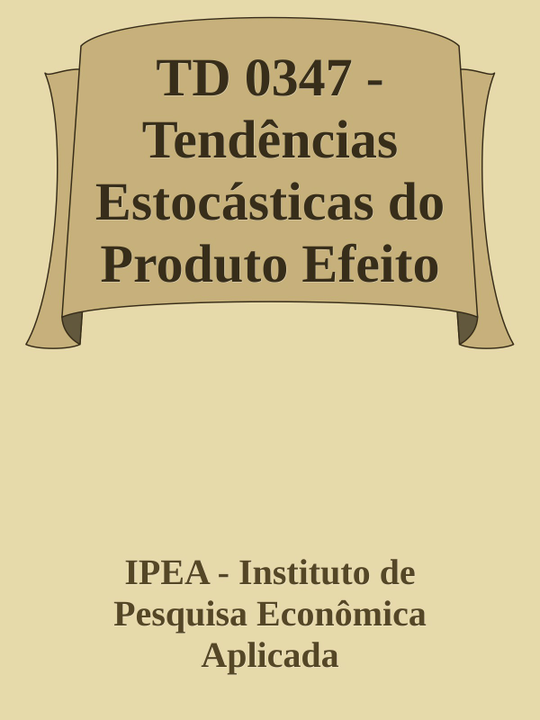 TD 0347 -
Tendências
Estocásticas do
Produto Efeito
IPEA - Instituto de
Pesquisa Econômica
Aplicada